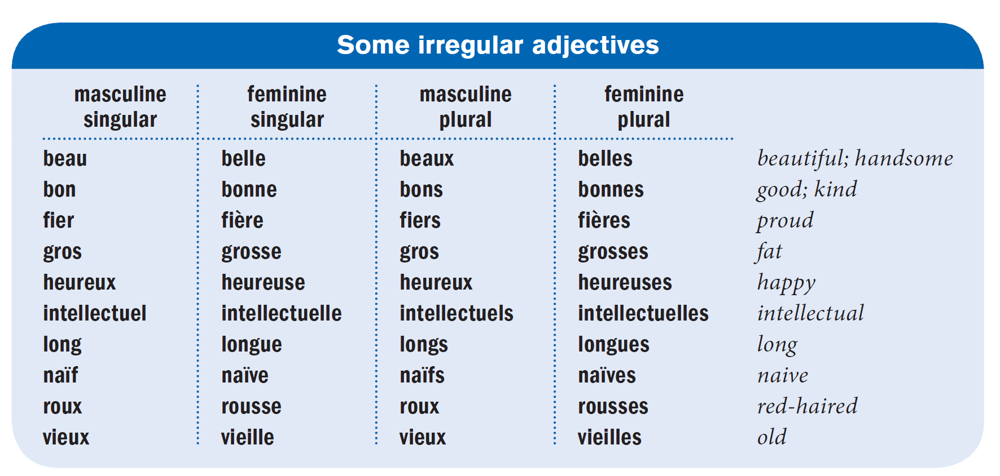 Some irregular adjectives
masculine singular feminine singular masculine plural feminine plural
beau belle beaux belles beautiful; handsome
bon bonne bons bonnes good; kind
fier fière fiers fières proud
gros grosse gros grosses fat
heureux heureuse heureux heureuses happy
intellectuel intellectuelle intellectuels intellectuelles intellectual
long longue longs longues long
naïf naïve naïfs naïves naive
roux rousse roux rousses red-haired
vieux vieille vieux vieilles old